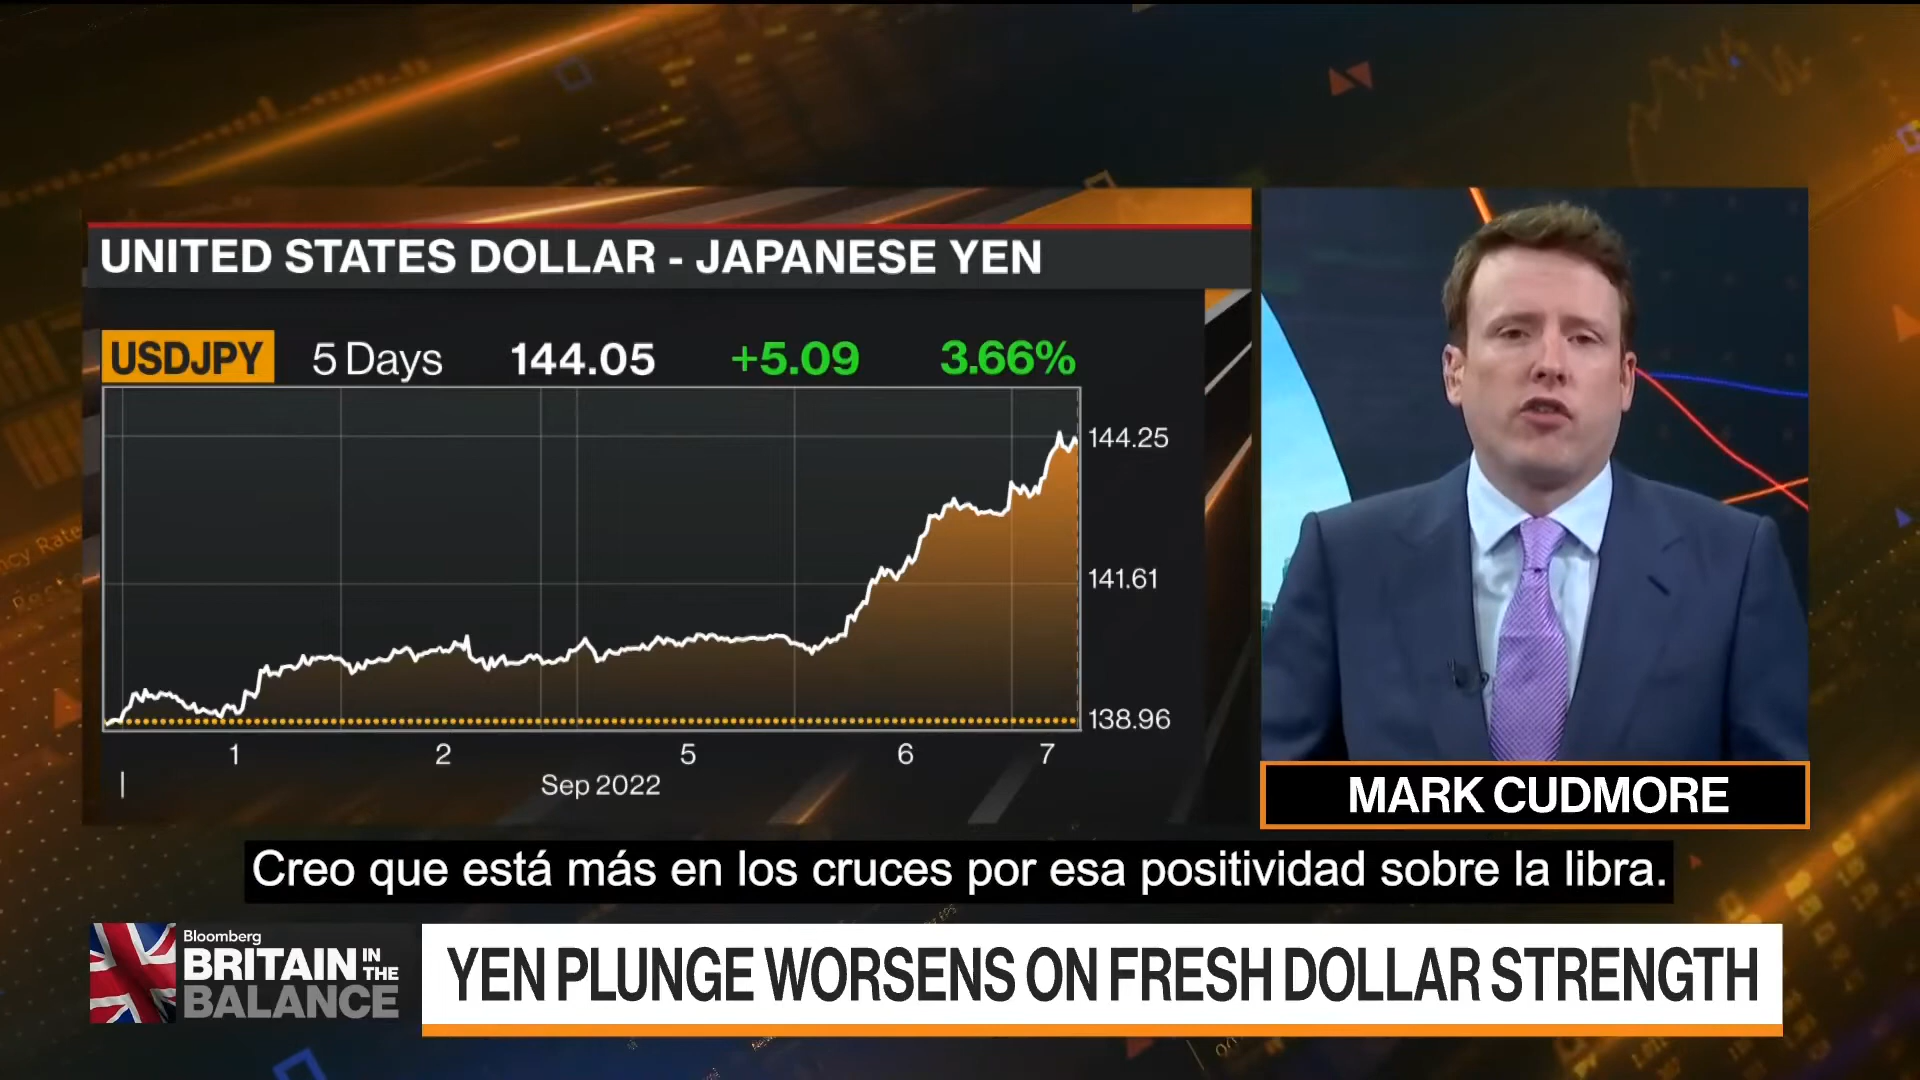 UNITED STATES DOLLAR - JAPANESE YEN
USDJPY 5 Days 144.05 +5.09 3.66%
144.25
141.61
138.96
1 2 5 6 7
Sep 2022
MARK CUDMORE
Creo que está más en los cruces por esa positividad sobre la libra.
Bloomberg
BRITAIN IN THE
BALANCE
YEN PLUNGE WORSENS ON FRESH DOLLAR STRENGTH